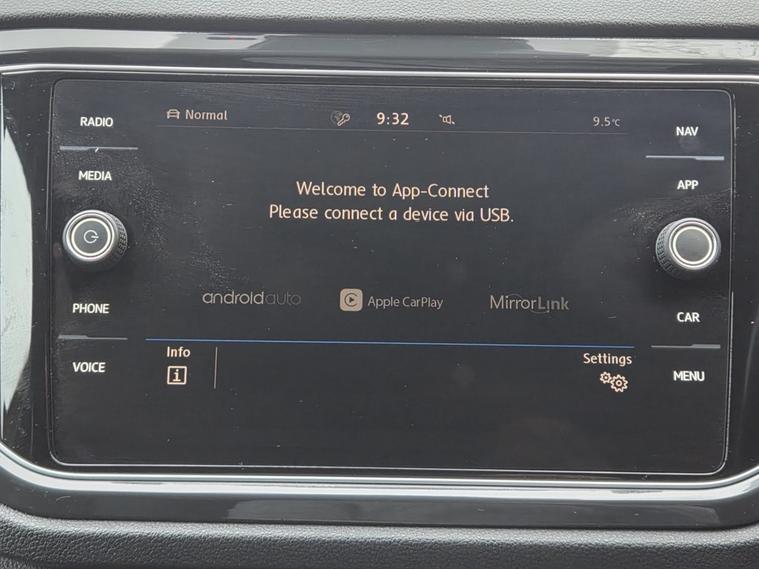 RADIO
MEDIA
PHONE
VOICE
Normal
9:32
9.5°C
Welcome to App-Connect
Please connect a device via USB.
androidauto
Apple CarPlay
MirrorLink
Info
i
Settings
NAV
APP
CAR
MENU